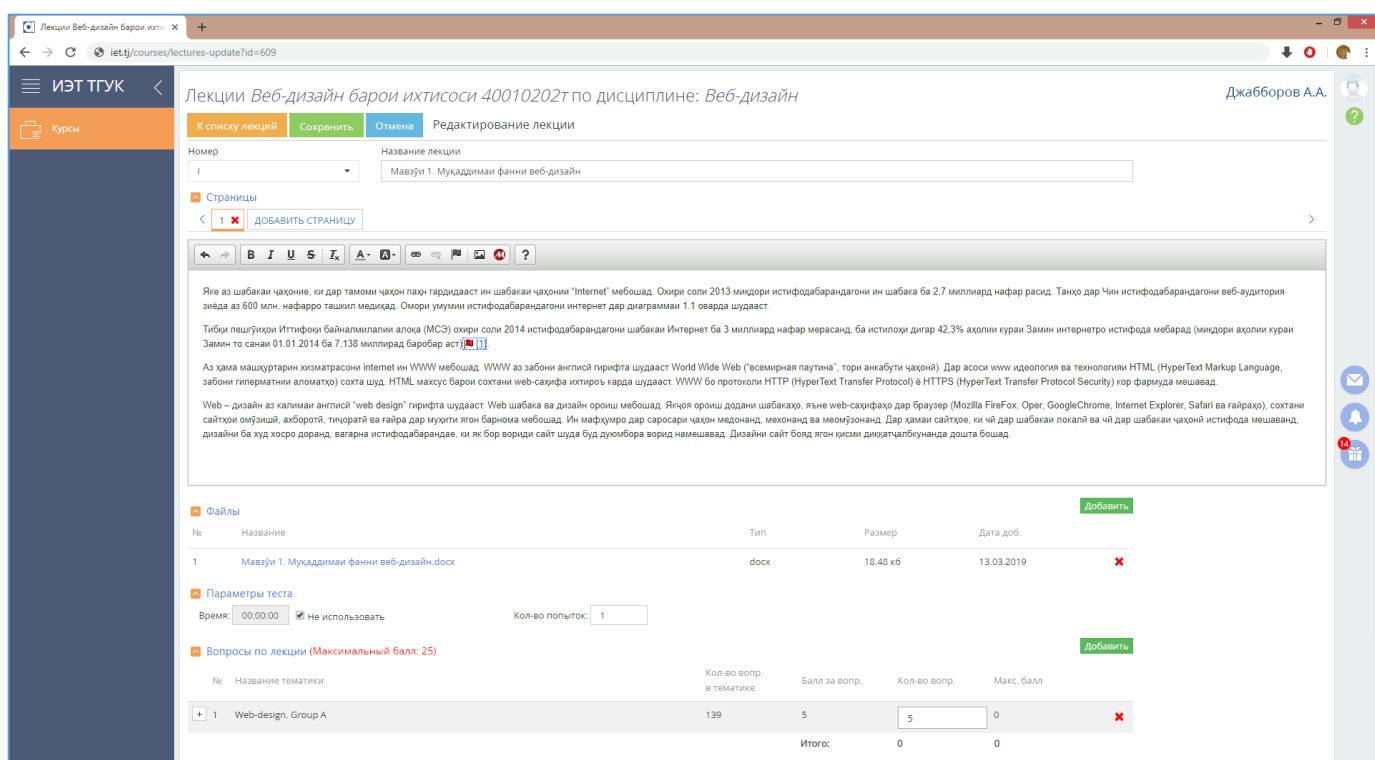 Лекции Веб-дизайн барои ихти
iet.tj/courses/lectures-update?id=609
ИЭТ ТГУК
Курсы
Лекции Веб-дизайн барои ихтисоси 40010202т по дисциплине: Веб-дизайн
Джабборов А.А.
К списку лекций Сохранить Отмена Редактирование лекции
Номер Название лекции
I Мавзӯи 1. Муқаддимаи фанни веб-дизайн
Страницы
1 ДОБАВИТЬ СТРАНИЦУ
B I U S Ix A A ?
Яке аз шабакаи ҷаҳоние, ки дар тамоми ҷаҳон паҳн гардидааст ин шабакаи ҷаҳонии “Internet” мебошад. Охири соли 2013 миқдори истифодабарандагони ин шабака ба 2,7 миллиард нафар расид. Танҳо дар Чин истифодабарандагони веб-аудитория
зиёда аз 600 млн. нафарро ташкил медиҳад. Омори умумии истифодабарандагони интернет дар диаграммаи 1.1 оварда шудааст.
Тибқи пешгӯиҳои Иттифоқи байналмилалии алоқа (МСЭ) охири соли 2014 истифодабарандагони шабакаи Интернет ба 3 миллиард нафар мерасанд, ба истилоҳи дигар 42,3% аҳолии кураи Замин интернетро истифода мебарад (миқдори аҳолии кураи
Замин то санаи 01.01.2014 ба 7,138 миллирад баробар аст) [1].
Аз ҳама машҳуртарин хизматрасони internet ин WWW мебошад. WWW аз забони англисӣ гирифта шудааст World Wide Web (“всемирная паутина”, тори анкабути ҷаҳонӣ). Дар асоси www идеология ва технологияи HTML (HyperText Markup Language,
забони гиперматнии аломатҳо) сохта шуд. HTML махсус барои сохтани web-саҳифа ихтироъ карда шудааст. WWW бо протоколи HTTP (HyperText Transfer Protocol) ё HTTPS (HyperText Transfer Protocol Security) кор фармуда мешавад.
Web – дизайн аз калимаи англисӣ “web design” гирифта шудааст. Web шабака ва дизайн ороиш мебошад. Якҷоя ороиш додани шабакаҳо, яъне web-саҳифаҳо дар браузер (Mozilla FireFox, Oper, GoogleChrome, Internet Explorer, Safari ва ғайраҳо), сохтани
сайтҳои омӯзишӣ, ахборотӣ, тиҷоратӣ ва ғайра дар муҳити ягон барнома мебошад. Ин мафҳумро дар саросари ҷаҳон медонанд, мехонанд ва меомӯзонанд. Дар ҳамаи сайтҳое, ки чӣ дар шабакаи локалӣ ва чӣ дар шабакаи ҷаҳонӣ истифода мешаванд,
дизайни ба худ хосро доранд, вагарна истифодабарандае, ки як бор вориди сайт шуда буд дуюмбора ворид намешавад. Дизайни сайт бояд ягон қисми диққатҷалбкунанда дошта бошад.
14
Файлы Добавить
№ Название Тип Размер Дата доб.
1 Мавзӯи 1. Муқаддимаи фанни веб-дизайн.docx docx 18.48 кб 13.03.2019
Параметры теста
Время: 00:00:00 Не использовать Кол-во попыток: 1
Вопросы по лекции (Максимальный балл: 25) Добавить
№ Название тематики Кол-во вопр. в тематике Балл за вопр. Кол-во вопр. Макс. балл
1 Web-design. Group A 139 5 5 0
Итого: 0 0